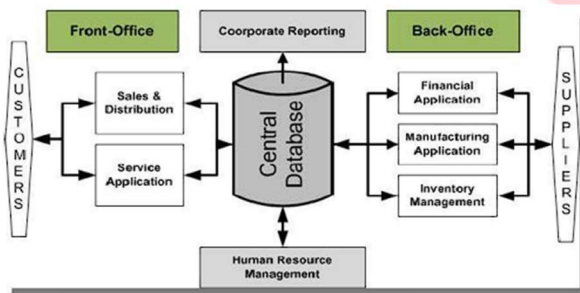 Front-Office
Coorporate Reporting
Back-Office
CUSTOMERS
Sales &
Distribution
Service
Application
Central
Database
Financial
Application
Manufacturing
Application
Inventory
Management
SUPPLIERS
Human Resource
Management